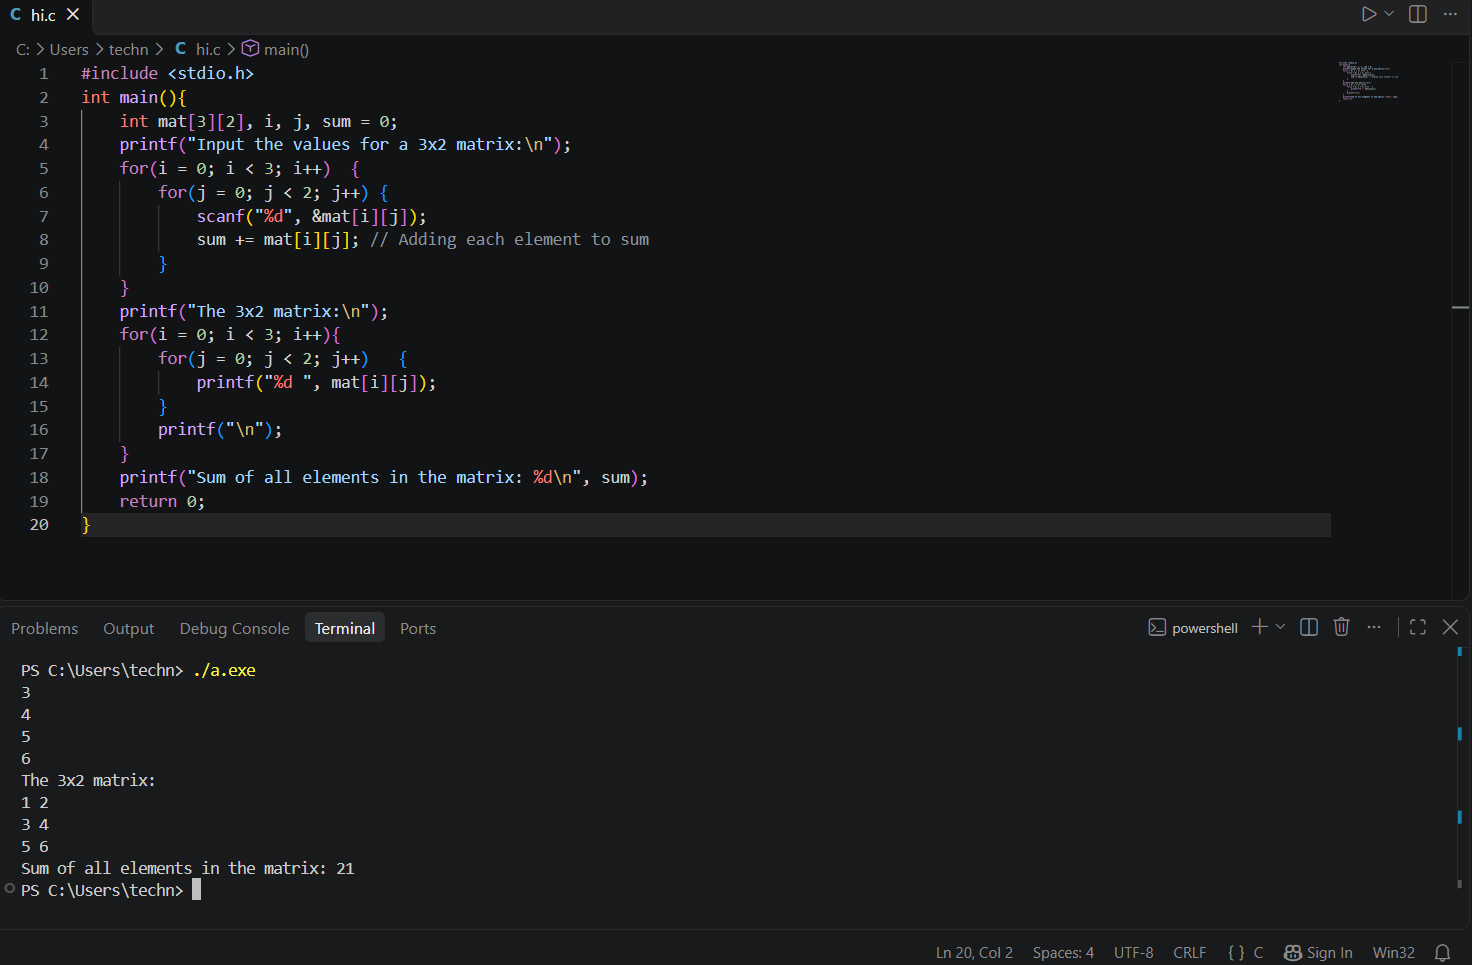 hi.c
C: > Users > techn > C hi.c > main()
1 #include <stdio.h>
2 int main(){
3     int mat[3][2], i, j, sum = 0;
4     printf("Input the values for a 3x2 matrix:\n");
5     for(i = 0; i < 3; i++)  {
6         for(j = 0; j < 2; j++) {
7             scanf("%d", &mat[i][j]);
8             sum += mat[i][j]; // Adding each element to sum
9         }
10     }
11     printf("The 3x2 matrix:\n");
12     for(i = 0; i < 3; i++){
13         for(j = 0; j < 2; j++)   {
14             printf("%d ", mat[i][j]);
15         }
16         printf("\n");
17     }
18     printf("Sum of all elements in the matrix: %d\n", sum);
19     return 0;
20 }
Problems Output Debug Console Terminal Ports powershell
PS C:\Users\techn> ./a.exe
3
4
5
6
The 3x2 matrix:
1 2
3 4
5 6
Sum of all elements in the matrix: 21
PS C:\Users\techn>
Ln 20, Col 2 Spaces: 4 UTF-8 CRLF { } C Sign In Win32